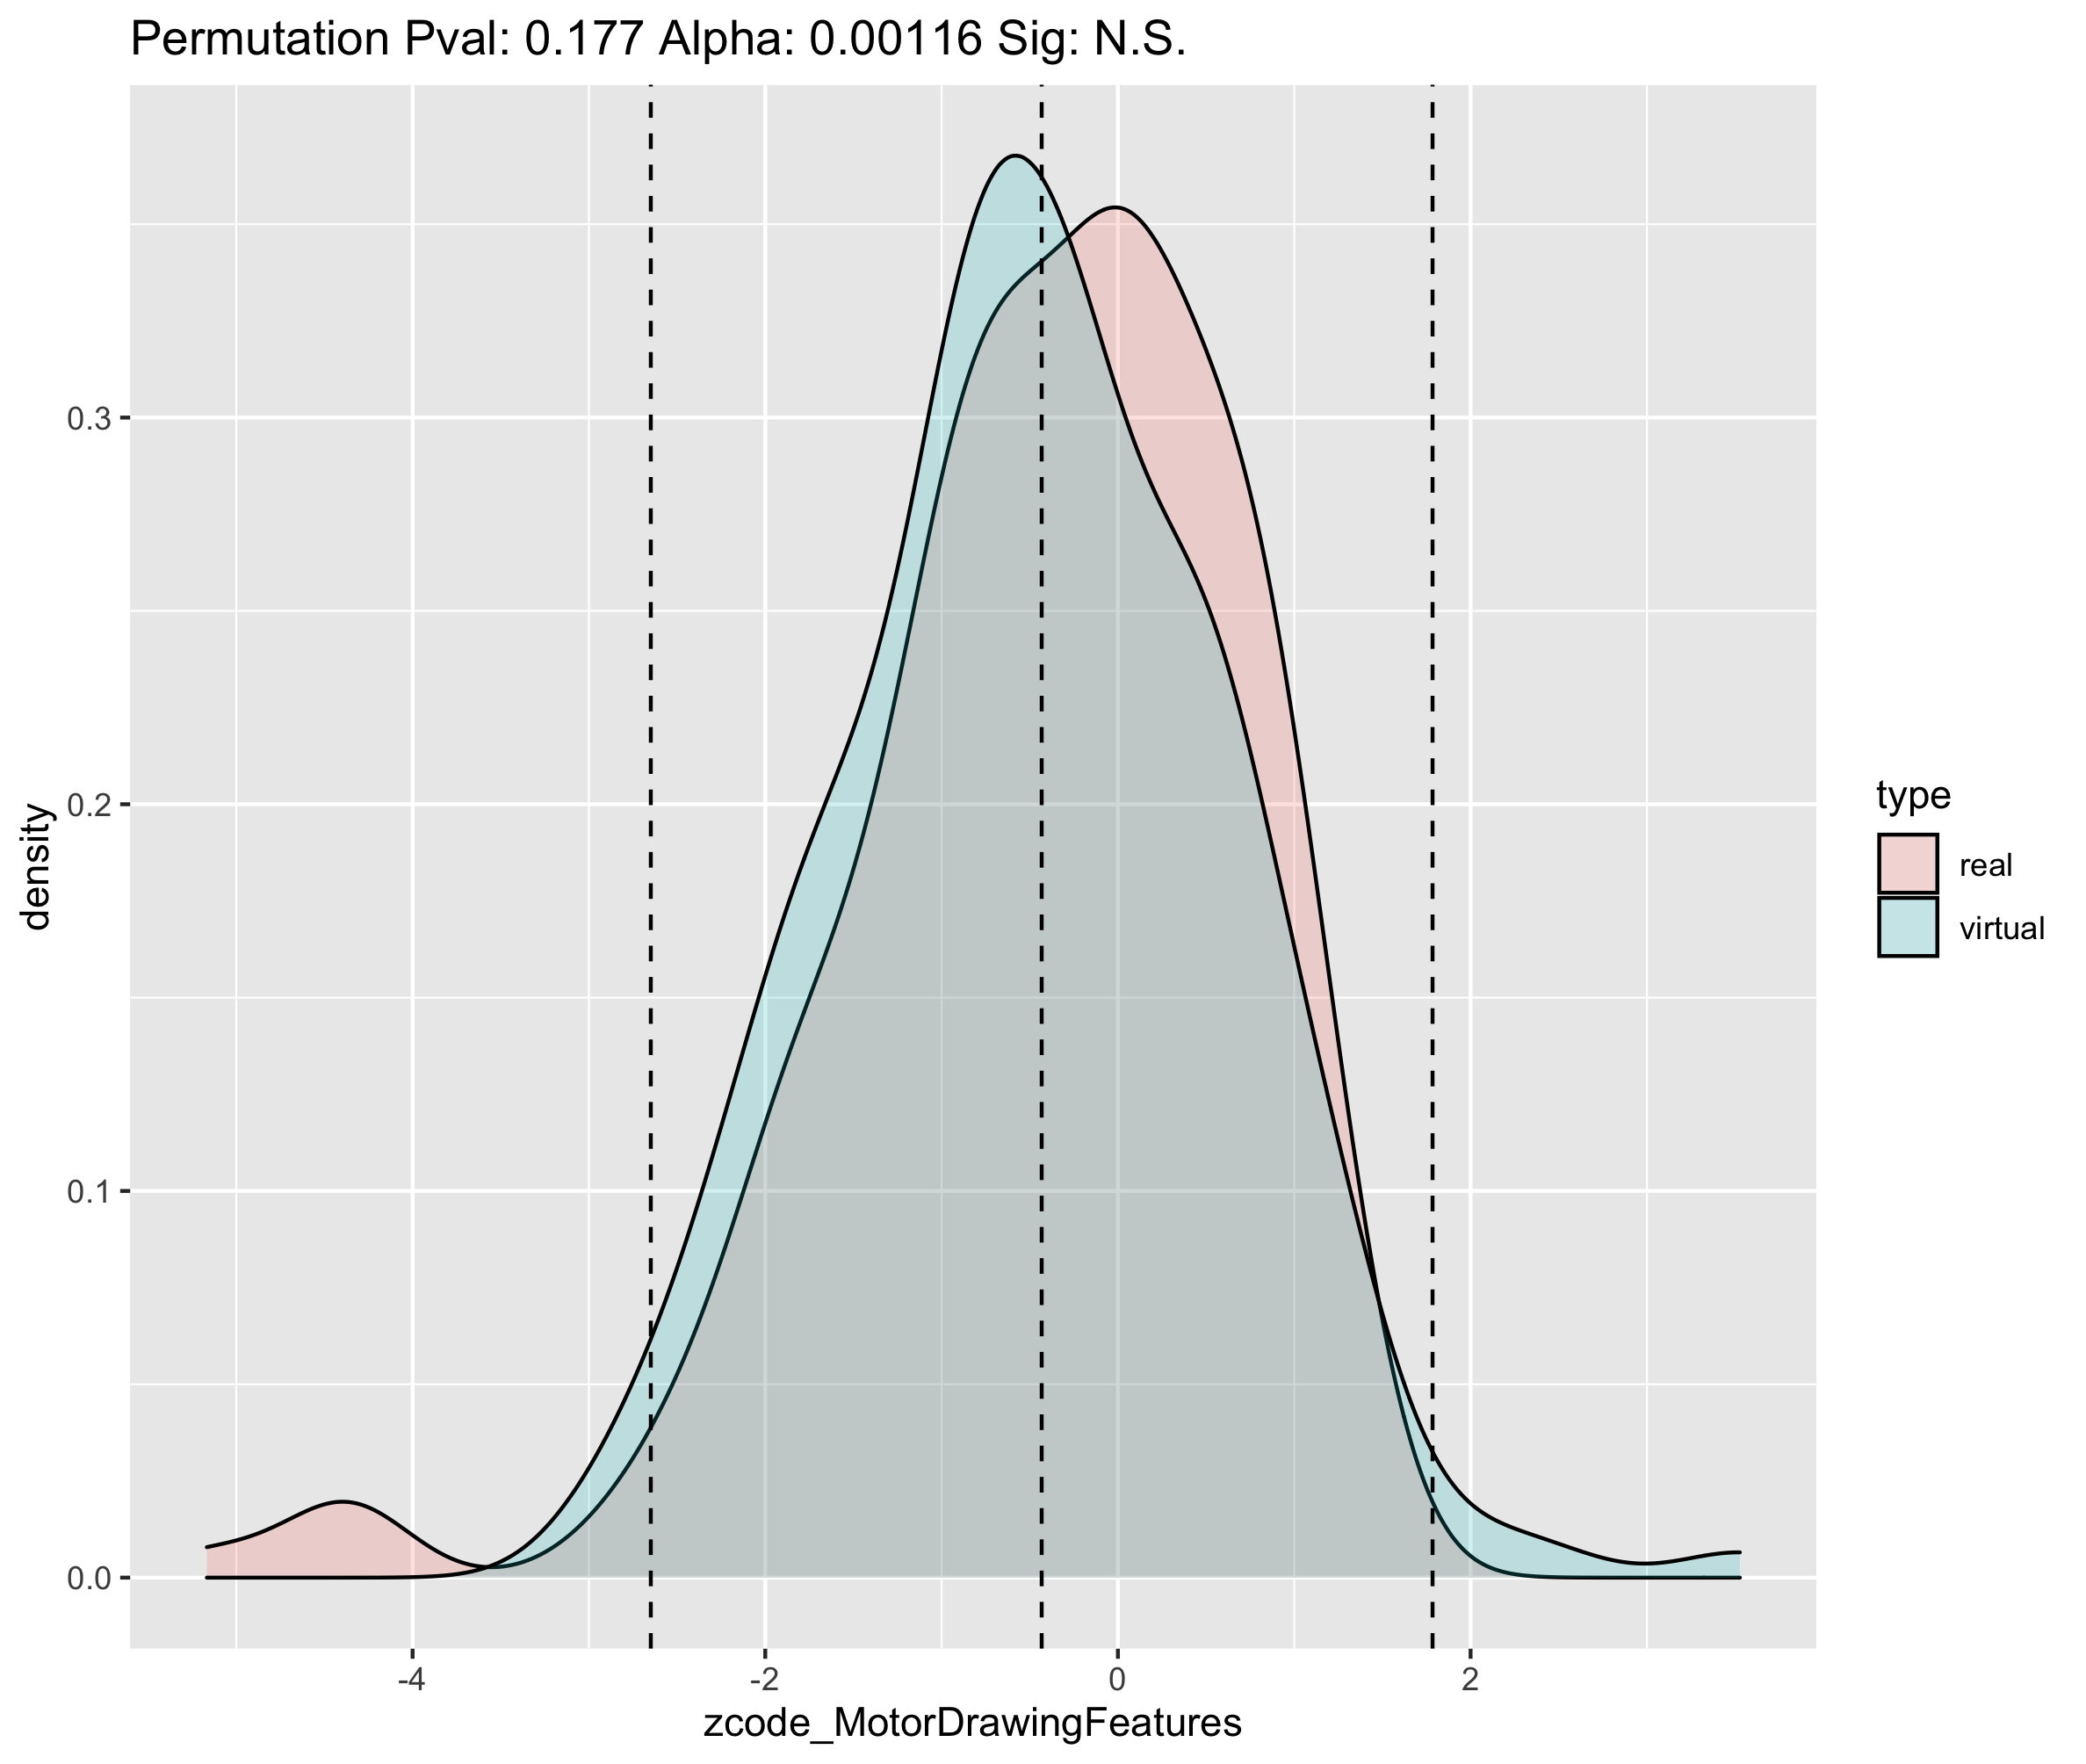 Permutation Pval: 0.177 Alpha: 0.00116 Sig: N.S.
density
0.3
0.2
0.1
0.0
-4
-2
0
2
zcode_MotorDrawingFeatures
type
real
virtual